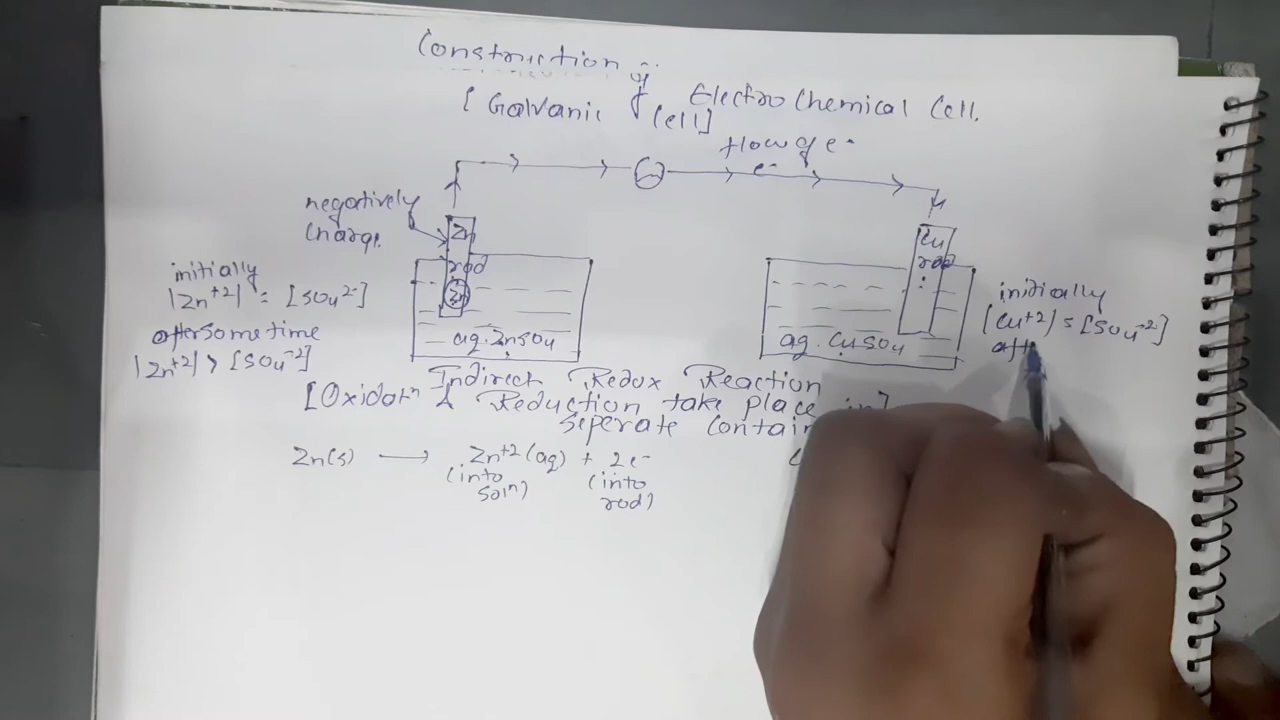 Construction of
Electrochemical Cell.
[Galvanic Cell]
flow of e-
e-
negatively
charge
Zn
rod
Zn
Cu
rod
initially
|Zn+2| = [SO4 2-]
after some time
|Zn+2| > [SO4-2]
aq. ZnSO4
aq. CuSO4
initially
[Cu+2] = [SO4-2]
aft
Indirect Redox Reaction
[Oxidatn & Reduction take place in]
Seperate Contain
Zn(s) → Zn+2(aq) + 2e-
(into
soln)
(into
rod)